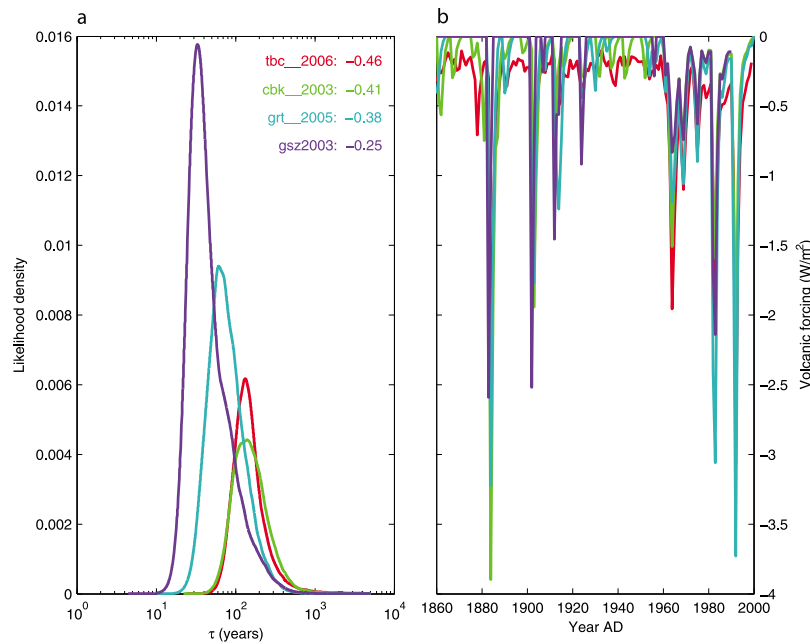 a
0.016
0.014
0.012
0.01
0.008
0.006
0.004
0.002
0
Likelihood density
tbc__2006: −0.46
cbk__2003: −0.41
grt__2005: −0.38
gsz2003: −0.25
10^0 10^1 10^2 10^3 10^4
τ (years)
b
0
−0.5
−1
−1.5
−2
−2.5
−3
−3.5
−4
Volcanic forcing (W/m²)
1860 1880 1900 1920 1940 1960 1980 2000
Year AD